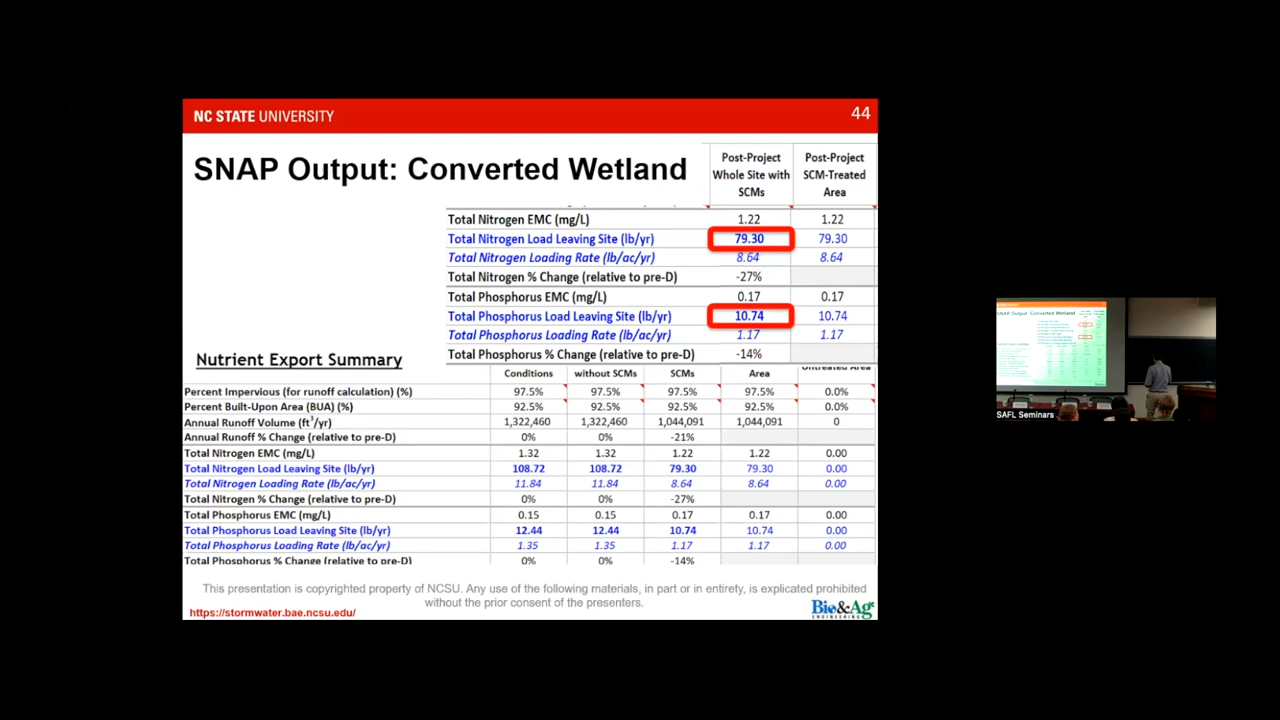 NC STATE UNIVERSITY
44
SNAP Output: Converted Wetland
Post-Project Whole Site with SCMs
Post-Project SCM-Treated Area
Total Nitrogen EMC (mg/L) 1.22 1.22
Total Nitrogen Load Leaving Site (lb/yr) 79.30 79.30
Total Nitrogen Loading Rate (lb/ac/yr) 8.64 8.64
Total Nitrogen % Change (relative to pre-D) -27%
Total Phosphorus EMC (mg/L) 0.17 0.17
Total Phosphorus Load Leaving Site (lb/yr) 10.74 10.74
Total Phosphorus Loading Rate (lb/ac/yr) 1.17 1.17
Total Phosphorus % Change (relative to pre-D) -14%
Nutrient Export Summary
Conditions without SCMs SCMs Area Untreated Area
Percent Impervious (for runoff calculation) (%) 97.5% 97.5% 97.5% 97.5% 0.0%
Percent Built-Upon Area (BUA) (%) 92.5% 92.5% 92.5% 92.5% 0.0%
Annual Runoff Volume (ft³/yr) 1,322,460 1,322,460 1,044,091 1,044,091 0
Annual Runoff % Change (relative to pre-D) 0% 0% -21%
Total Nitrogen EMC (mg/L) 1.32 1.32 1.22 1.22 0.00
Total Nitrogen Load Leaving Site (lb/yr) 108.72 108.72 79.30 79.30 0.00
Total Nitrogen Loading Rate (lb/ac/yr) 11.84 11.84 8.64 8.64 0.00
Total Nitrogen % Change (relative to pre-D) 0% 0% -27%
Total Phosphorus EMC (mg/L) 0.15 0.15 0.17 0.17 0.00
Total Phosphorus Load Leaving Site (lb/yr) 12.44 12.44 10.74 10.74 0.00
Total Phosphorus Loading Rate (lb/ac/yr) 1.35 1.35 1.17 1.17 0.00
Total Phosphorus % Change (relative to pre-D) 0% 0% -14%
This presentation is copyrighted property of NCSU. Any use of the following materials, in part or in entirety, is explicated prohibited
without the prior consent of the presenters.
https://stormwater.bae.ncsu.edu/
Bio&Ag
ENGINEERING
SNAP Output: Converted Wetland
SAFL Seminars